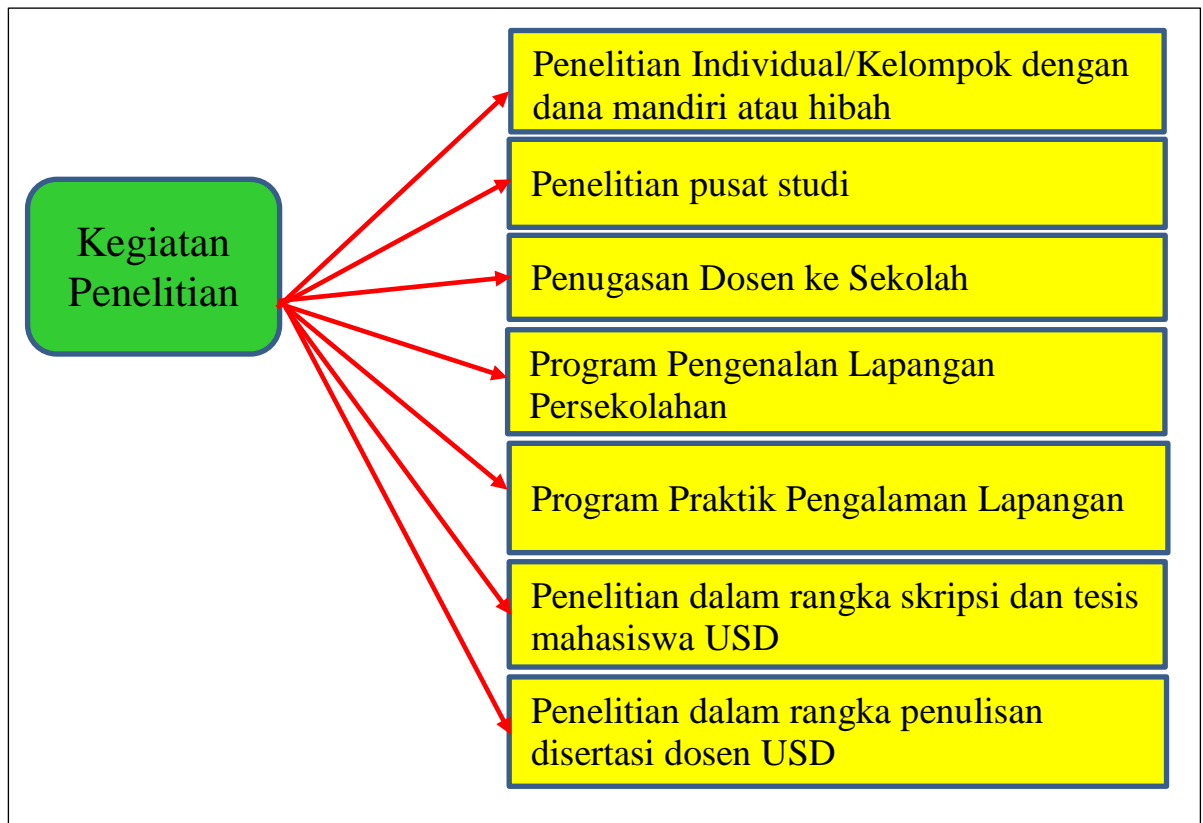 Kegiatan
Penelitian
Penelitian Individual/Kelompok dengan
dana mandiri atau hibah
Penelitian pusat studi
Penugasan Dosen ke Sekolah
Program Pengenalan Lapangan
Persekolahan
Program Praktik Pengalaman Lapangan
Penelitian dalam rangka skripsi dan tesis
mahasiswa USD
Penelitian dalam rangka penulisan
disertasi dosen USD